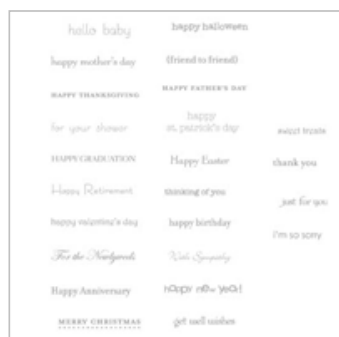 hello baby
happy mother's day
HAPPY THANKSGIVING
for your shower
HAPPY GRADUATION
Happy Retirement
happy valentine's day
For the Newlyweds
Happy Anniversary
MERRY CHRISTMAS
happy halloween
(friend to friend)
HAPPY FATHER'S DAY
happy
st. patrick's day
Happy Easter
thinking of you
happy birthday
With Sympathy
happy new year!
get well wishes
sweet treats
thank you
just for you
I'm so sorry